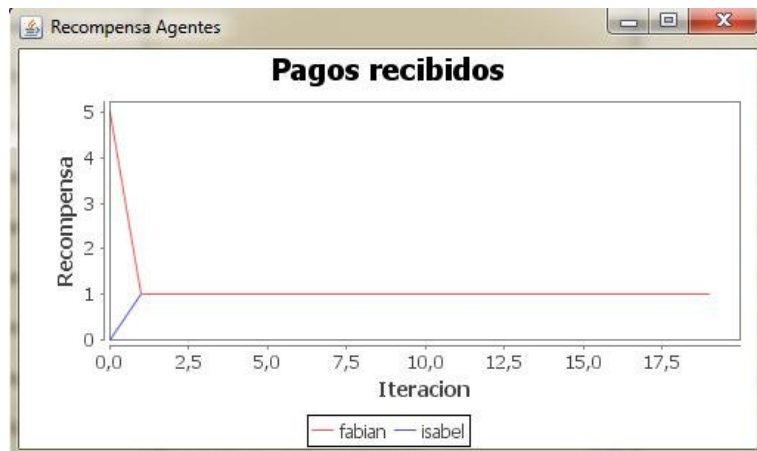 Recompensa Agentes
Pagos recibidos
Recompensa
5
4
3
2
1
0
0,0 2,5 5,0 7,5 10,0 12,5 15,0 17,5
Iteracion
fabian isabel